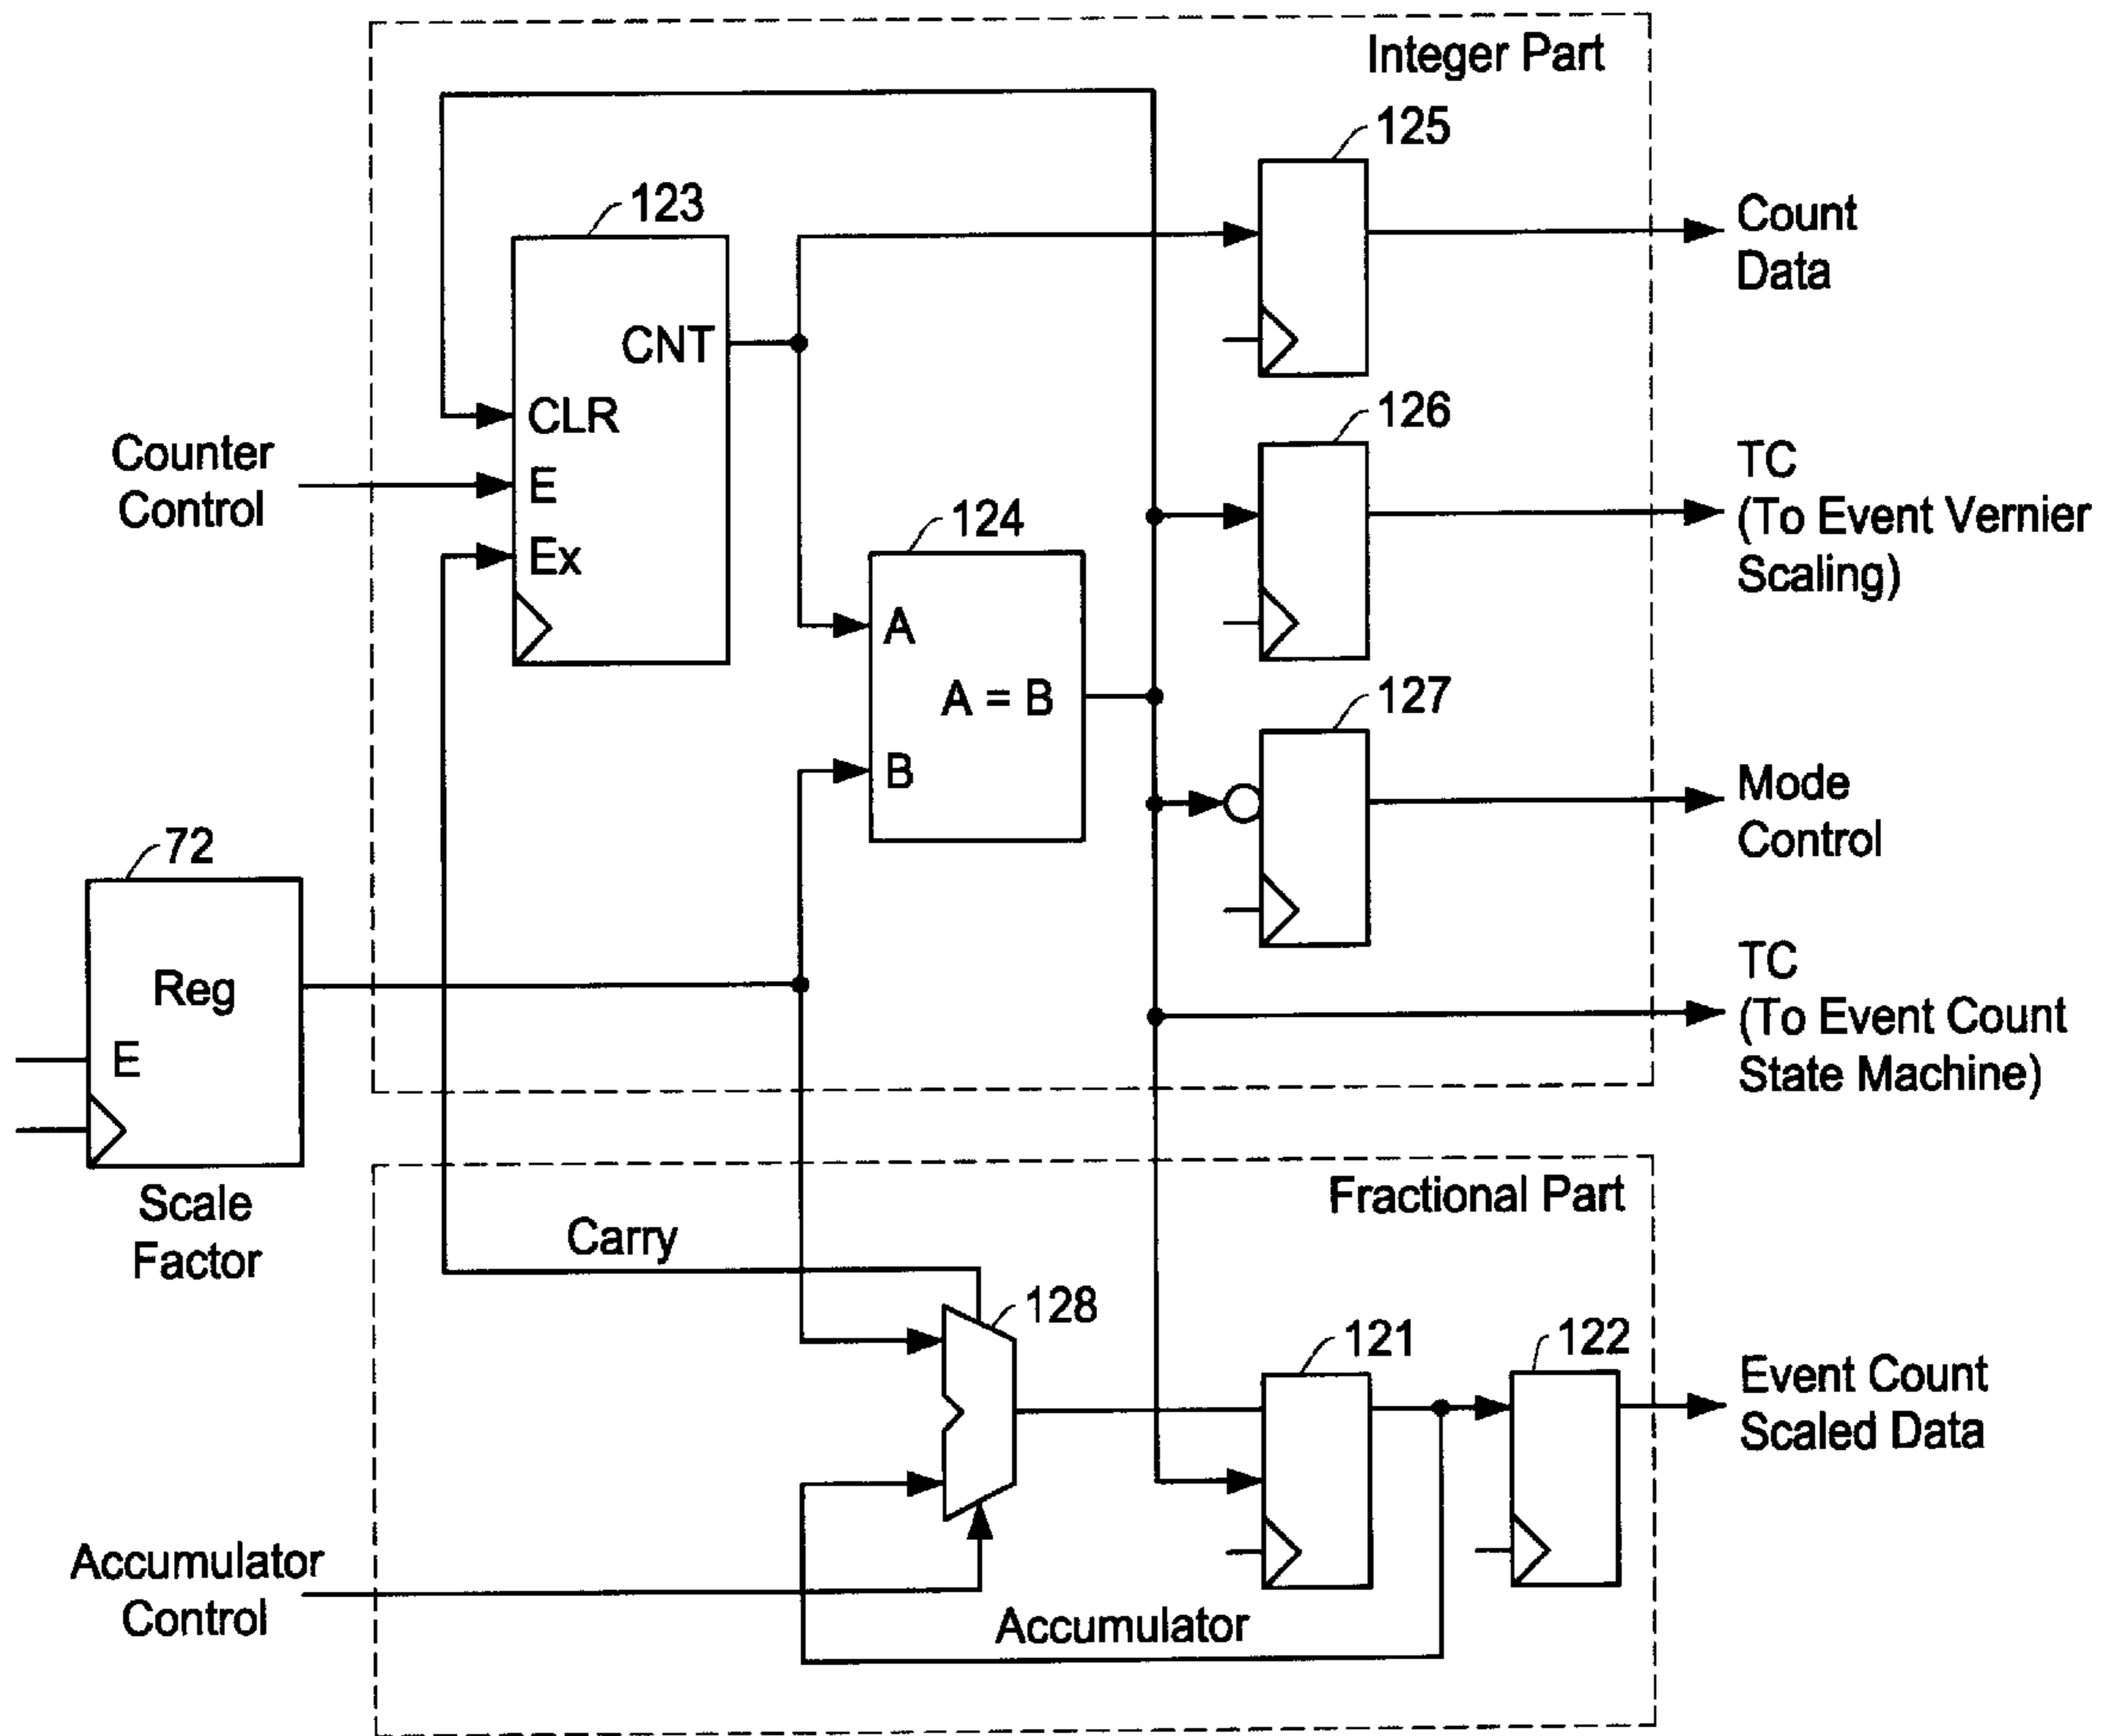 Integer Part
125
Count
Data
123
CNT
CLR
126
Counter
Control
E
TC
(To Event Vernier
Scaling)
124
Ex
A
127
A = B
B
Mode
Control
72
Reg
TC
(To Event Count
State Machine)
E
Scale
Factor
Fractional Part
Carry
128
121
122
Event Count
Scaled Data
Accumulator
Control
Accumulator